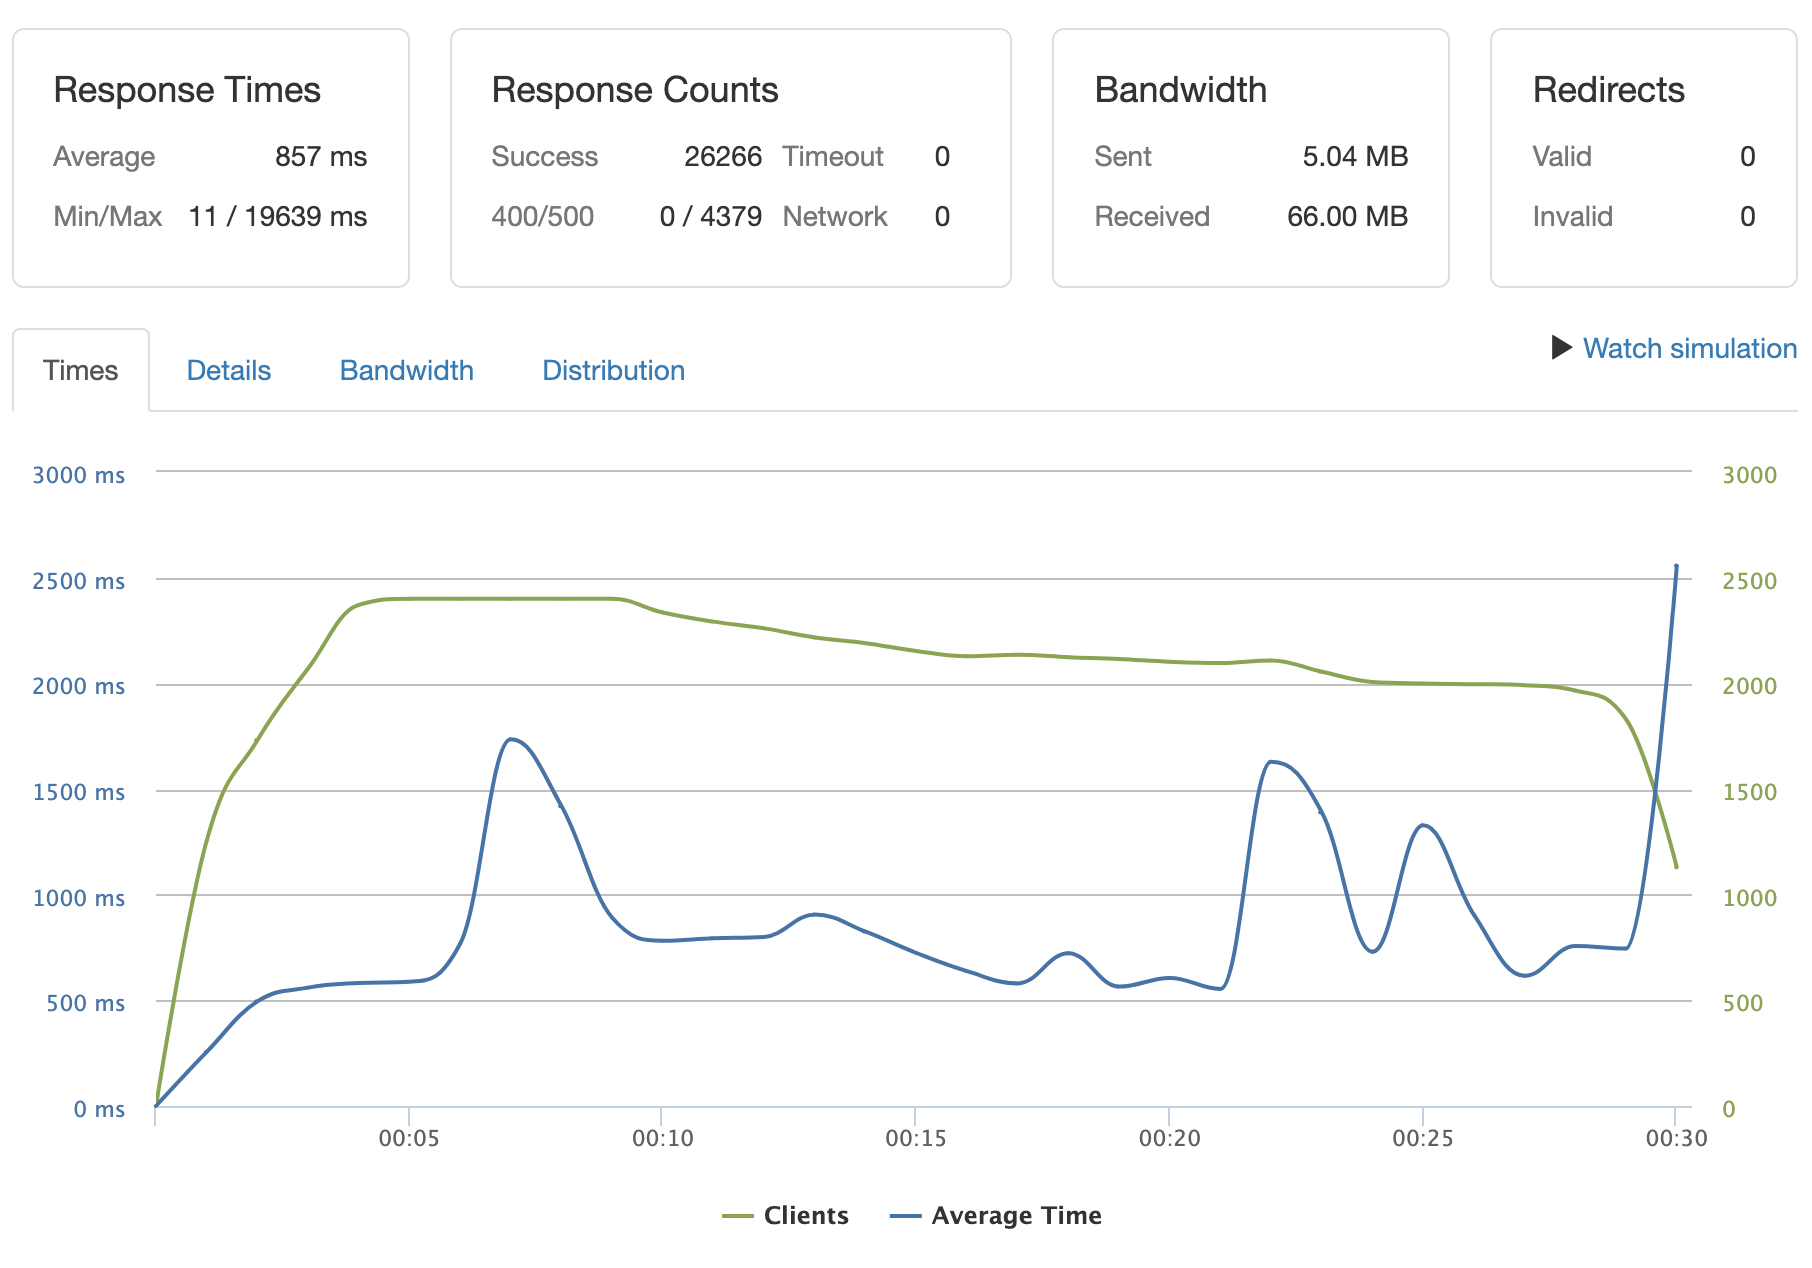 Response Times
Average 857 ms
Min/Max 11 / 19639 ms
Response Counts
Success 26266 Timeout 0
400/500 0 / 4379 Network 0
Bandwidth
Sent 5.04 MB
Received 66.00 MB
Redirects
Valid 0
Invalid 0
Times Details Bandwidth Distribution
Watch simulation
3000 ms 3000
2500 ms 2500
2000 ms 2000
1500 ms 1500
1000 ms 1000
500 ms 500
0 ms 0
00:05 00:10 00:15 00:20 00:25 00:30
Clients Average Time